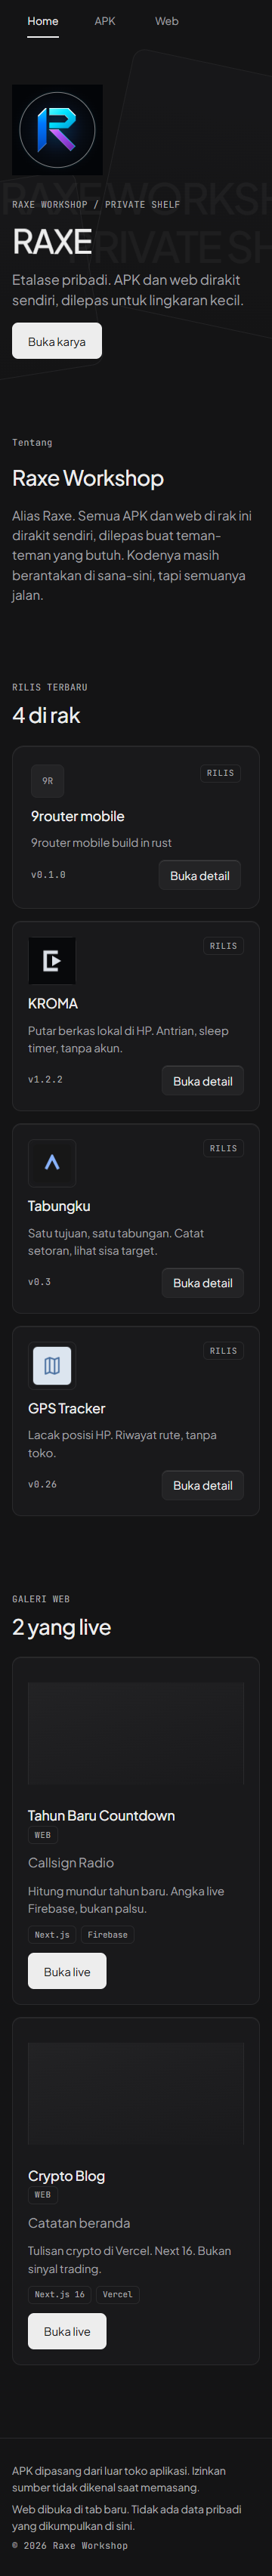 Home APK Web
RAXE WORKSHOP / PRIVATE SHELF
RAXE
Etalase pribadi. APK dan web dirakit
sendiri, dilepas untuk lingkaran kecil.
Buka karya
Tentang
Raxe Workshop
Alias Raxe. Semua APK dan web di rak ini
dirakit sendiri, dilepas buat teman-
teman yang butuh. Kodenya masih
berantakan di sana-sini, tapi semuanya
jalan.
RILIS TERBARU
4 di rak
9R RILIS
9router mobile
9router mobile build in rust
v0.1.0 Buka detail
RILIS
KROMA
Putar berkas lokal di HP. Antrian, sleep
timer, tanpa akun.
v1.2.2 Buka detail
RILIS
Tabungku
Satu tujuan, satu tabungan. Catat
setoran, lihat sisa target.
v0.3 Buka detail
RILIS
GPS Tracker
Lacak posisi HP. Riwayat rute, tanpa
toko.
v0.26 Buka detail
GALERI WEB
2 yang live
Tahun Baru Countdown
WEB
Callsign Radio
Hitung mundur tahun baru. Angka live
Firebase, bukan palsu.
Next.js Firebase
Buka live
Crypto Blog
WEB
Catatan beranda
Tulisan crypto di Vercel. Next 16. Bukan
sinyal trading.
Next.js 16 Vercel
Buka live
APK dipasang dari luar toko aplikasi. Izinkan
sumber tidak dikenal saat memasang.
Web dibuka di tab baru. Tidak ada data pribadi
yang dikumpulkan di sini.
© 2026 Raxe Workshop